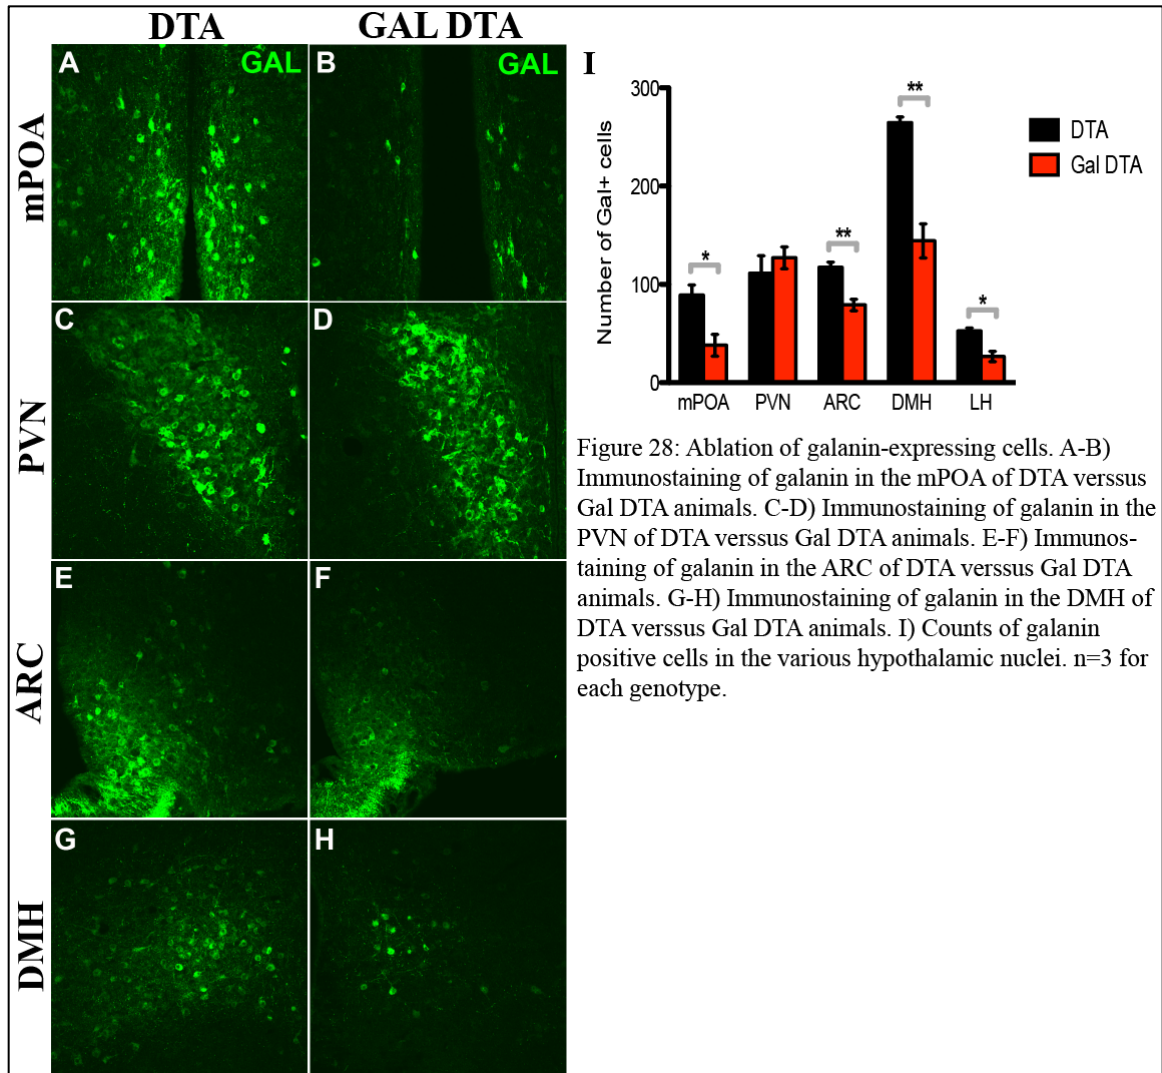 DTA
GAL DTA
mPOA
A
GAL
B
GAL
PVN
C
D
ARC
E
F
DMH
G
H
I
Number of Gal+ cells
300
200
100
0
*
**
**
*
mPOA
PVN
ARC
DMH
LH
DTA
Gal DTA
Figure 28: Ablation of galanin-expressing cells. A-B)
Immunostaining of galanin in the mPOA of DTA verssus
Gal DTA animals. C-D) Immunostaining of galanin in the
PVN of DTA verssus Gal DTA animals. E-F) Immunos-
taining of galanin in the ARC of DTA verssus Gal DTA
animals. G-H) Immunostaining of galanin in the DMH of
DTA verssus Gal DTA animals. I) Counts of galanin
positive cells in the various hypothalamic nuclei. n=3 for
each genotype.